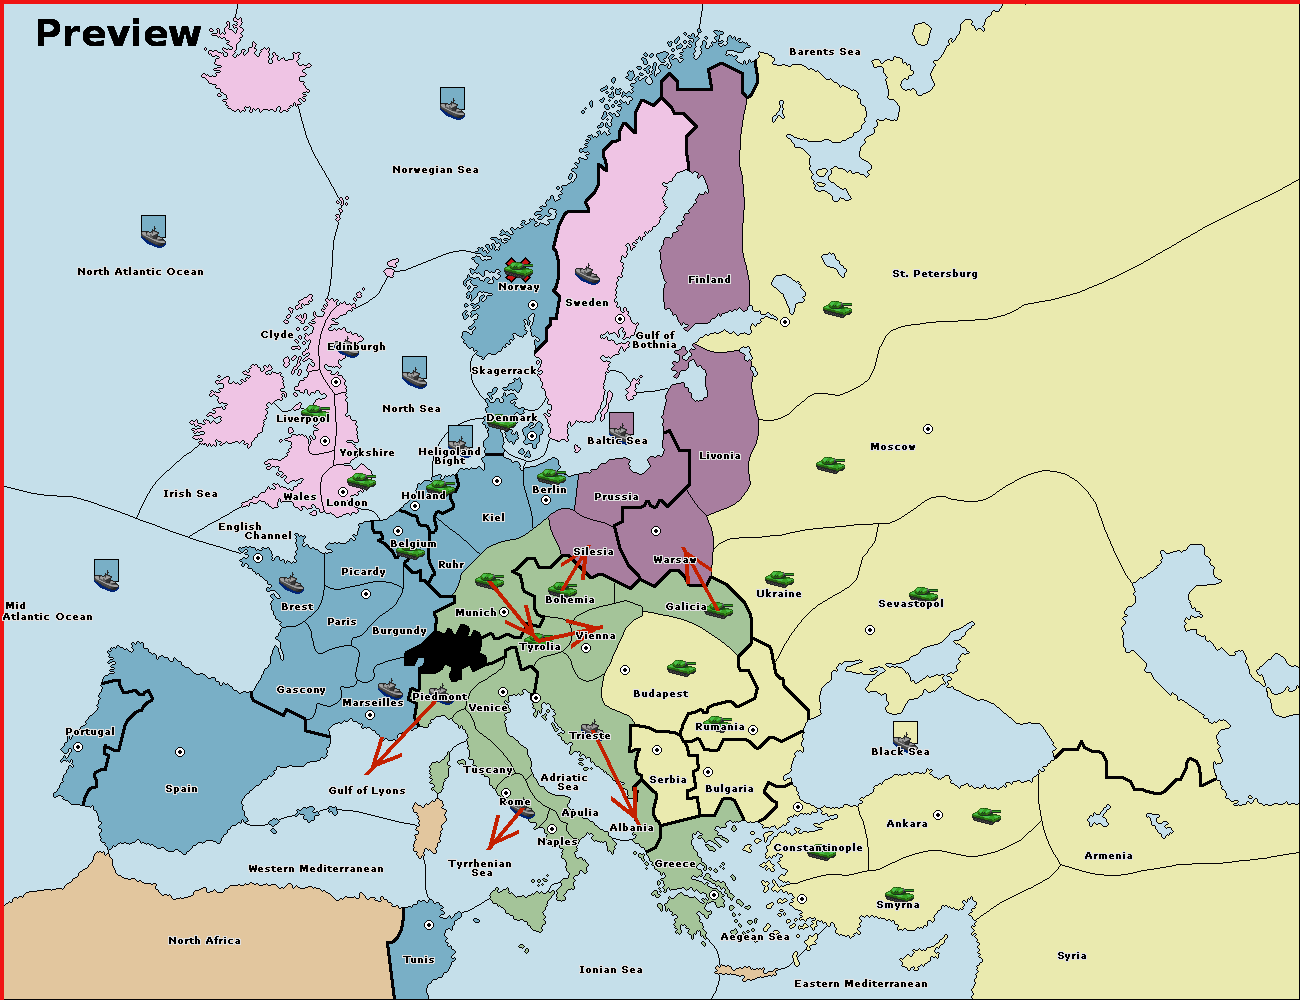 Preview
Barents Sea
Norwegian Sea
North Atlantic Ocean
St. Petersburg
Finland
Norway
Sweden
Clyde
Edinburgh
Gulf of
Bothnia
Skagerrack
North Sea
Liverpool
Denmark
Baltic Sea
Moscow
Yorkshire
Heligoland
Bight
Livonia
Irish Sea
Wales
London
Holland
Berlin
Prussia
Kiel
English
Channel
Belgium
Silesia
Warsaw
Picardy
Ruhr
Ukraine
Sevastopol
Mid
Atlantic Ocean
Brest
Paris
Burgundy
Munich
Bohemia
Galicia
Vienna
Tyrolia
Gascony
Marseilles
Piedmont
Venice
Budapest
Portugal
Spain
Trieste
Rumania
Black Sea
Gulf of Lyons
Tuscany
Adriatic
Sea
Serbia
Bulgaria
Rome
Apulia
Albania
Ankara
Naples
Constantinople
Armenia
Western Mediterranean
Tyrrhenian
Sea
Greece
Smyrna
North Africa
Tunis
Ionian Sea
Aegean Sea
Syria
Eastern Mediterranean